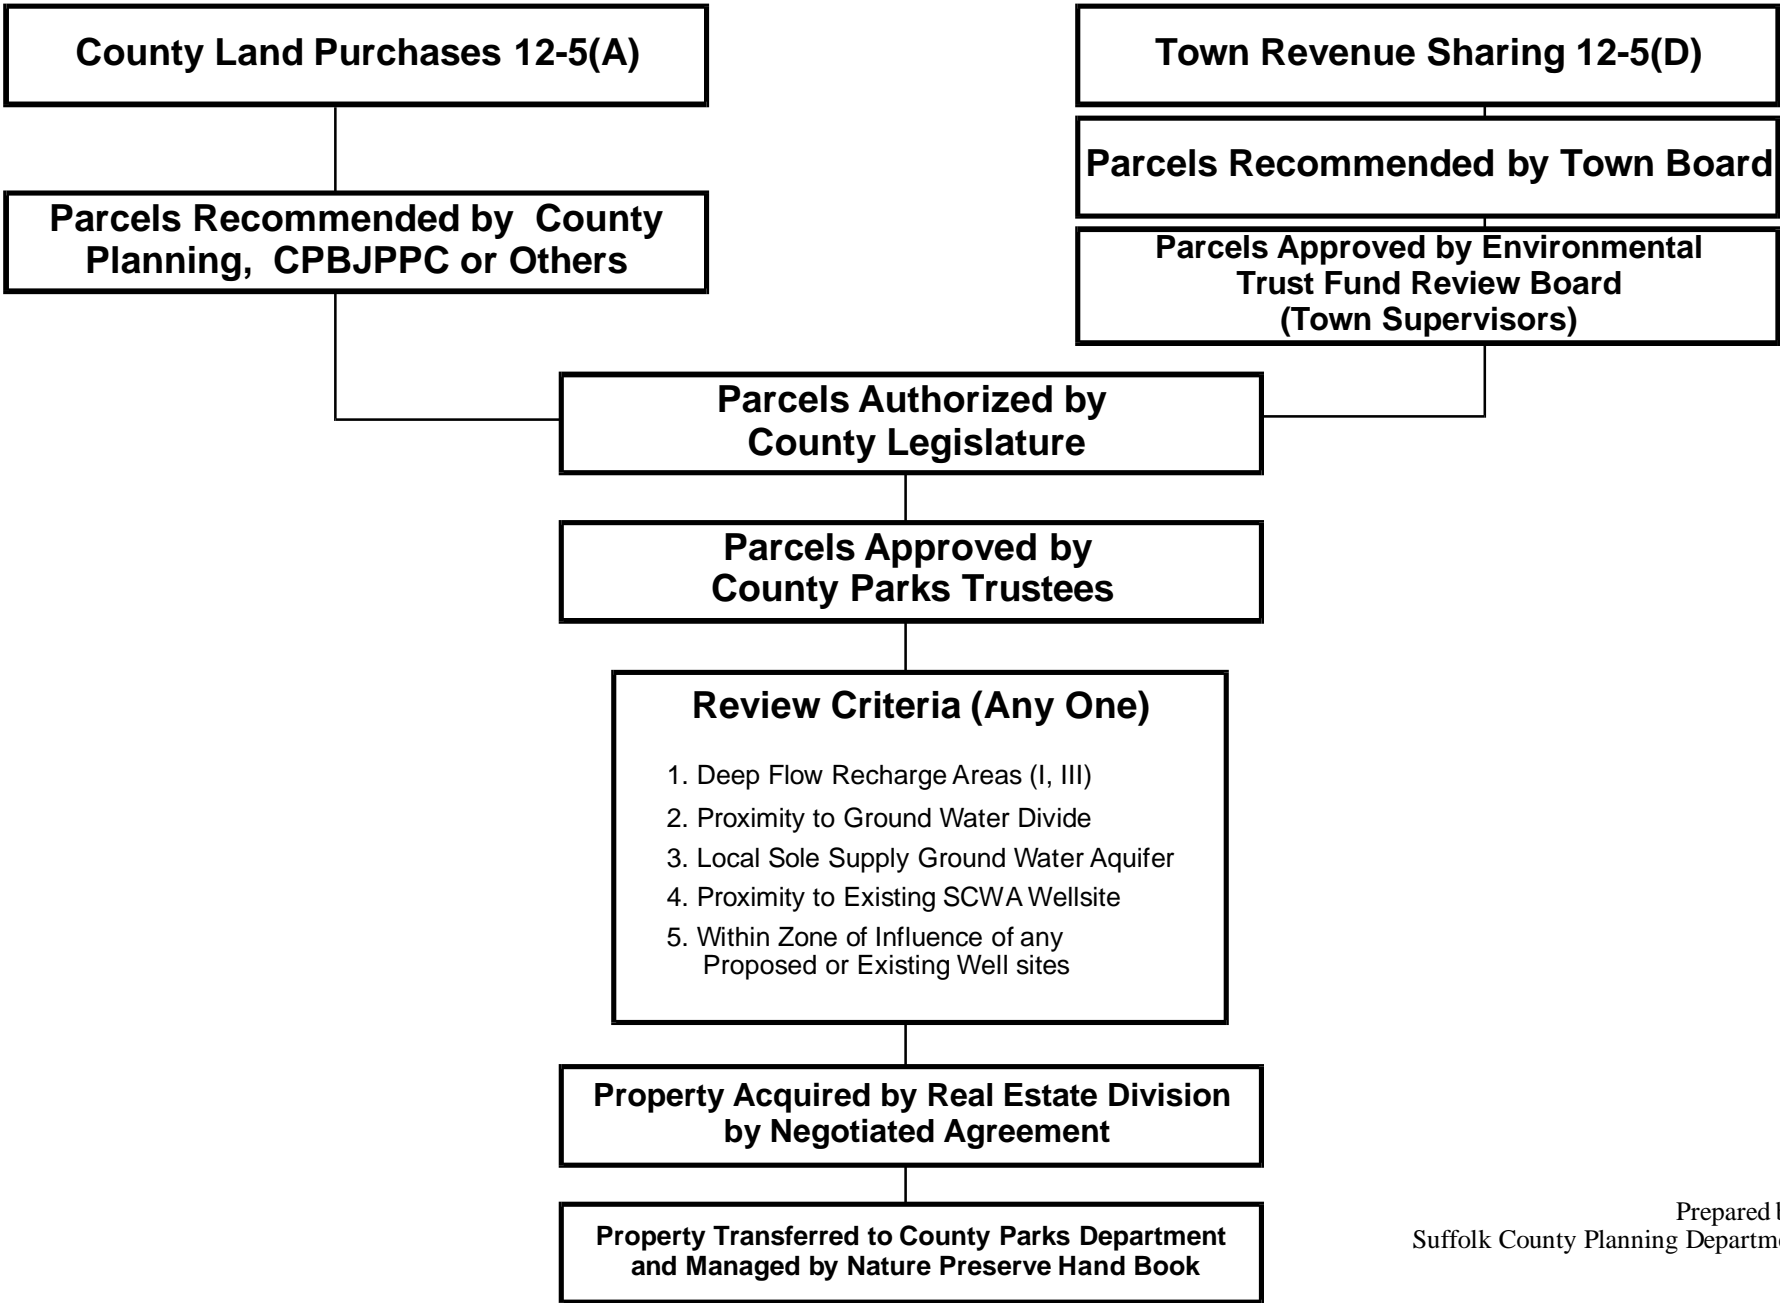 County Land Purchases 12-5(A)
Town Revenue Sharing 12-5(D)
Parcels Recommended by Town Board
Parcels Recommended by County
Planning, CPBJPPC or Others
Parcels Approved by Environmental
Trust Fund Review Board
(Town Supervisors)
Parcels Authorized by
County Legislature
Parcels Approved by
County Parks Trustees
Review Criteria (Any One)
1. Deep Flow Recharge Areas (I, III)
2. Proximity to Ground Water Divide
3. Local Sole Supply Ground Water Aquifer
4. Proximity to Existing SCWA Wellsite
5. Within Zone of Influence of any
Proposed or Existing Well sites
Property Acquired by Real Estate Division
by Negotiated Agreement
Property Transferred to County Parks Department
and Managed by Nature Preserve Hand Book
Prepared
Suffolk County Planning